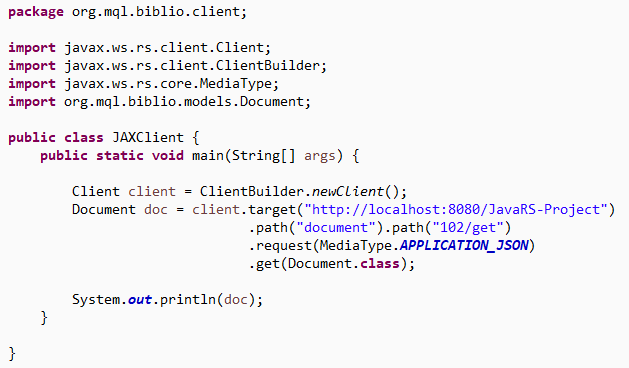 package org.mql.biblio.client;

import javax.ws.rs.client.Client;
import javax.ws.rs.client.ClientBuilder;
import javax.ws.rs.core.MediaType;
import org.mql.biblio.models.Document;

public class JAXClient {
    public static void main(String[] args) {

        Client client = ClientBuilder.newClient();
        Document doc = client.target("http://localhost:8080/JavaRS-Project")
                              .path("document").path("102/get")
                              .request(MediaType.APPLICATION_JSON)
                              .get(Document.class);

        System.out.println(doc);
    }

}